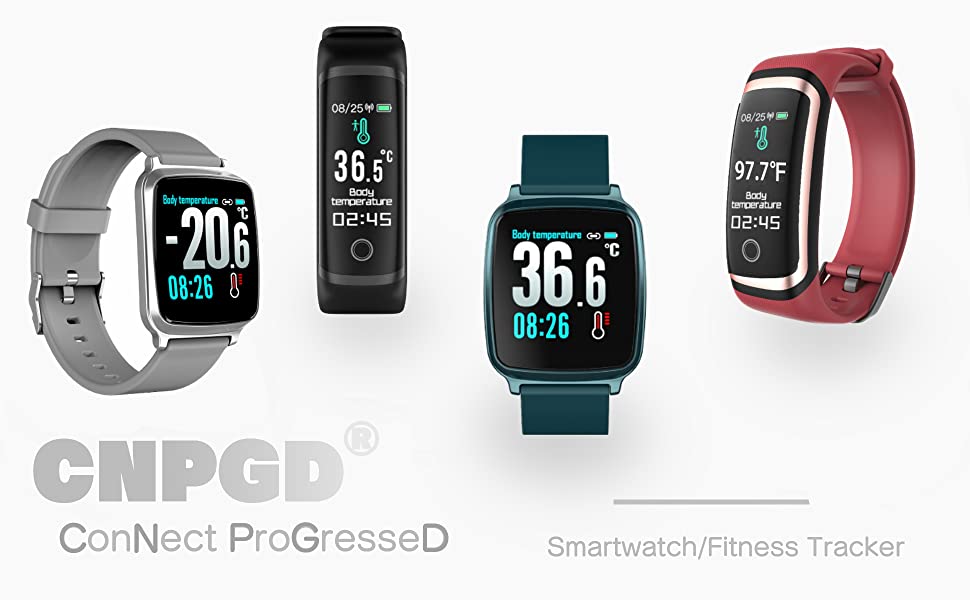 Body temperature
-20.6
°C
08:26
08/25
36.5°C
Body
temperature
02:45
Body temperature
36.6
°C
08:26
08/25
97.7°F
Body
temperature
02:45
CNPGD®
ConNect ProGresseD
Smartwatch/Fitness Tracker